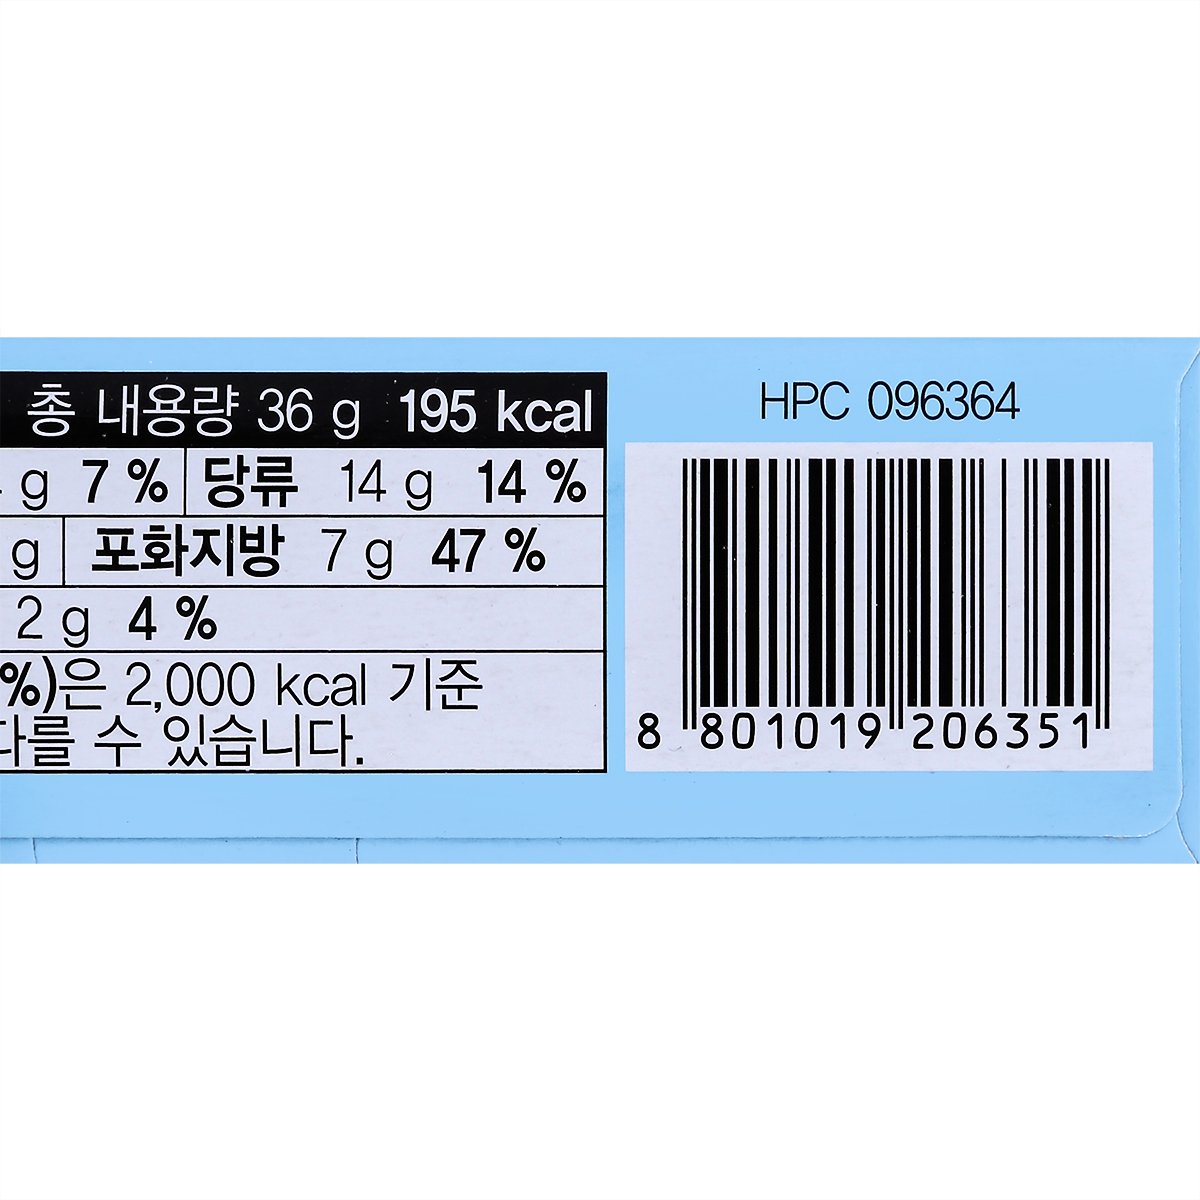 총 내용량 36 g 195 kcal
g 7 % 당류 14 g 14 %
g 포화지방 7 g 47 %
2 g 4 %
%)은 2,000 kcal 기준
다를 수 있습니다.
HPC 096364
8 801019 206351